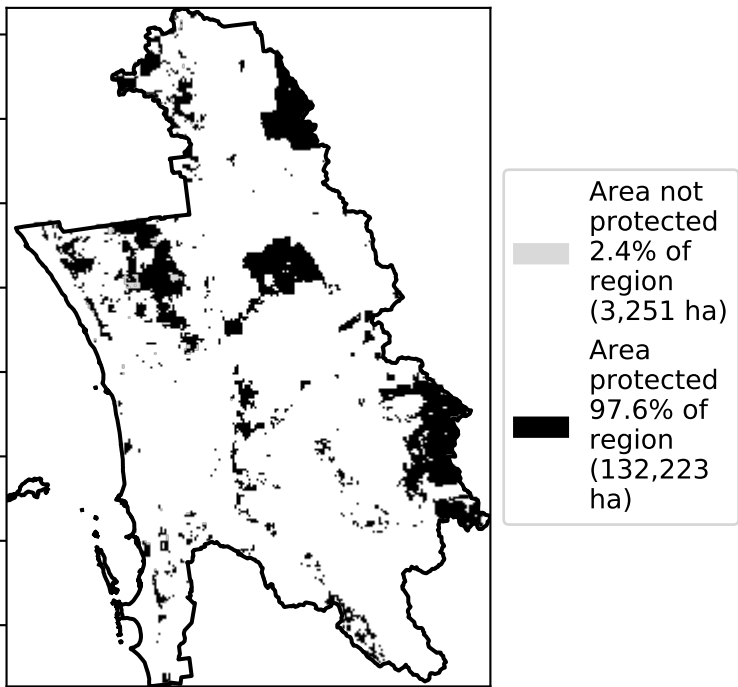 Area not
protected
2.4% of
region
(3,251 ha)
Area
protected
97.6% of
region
(132,223
ha)